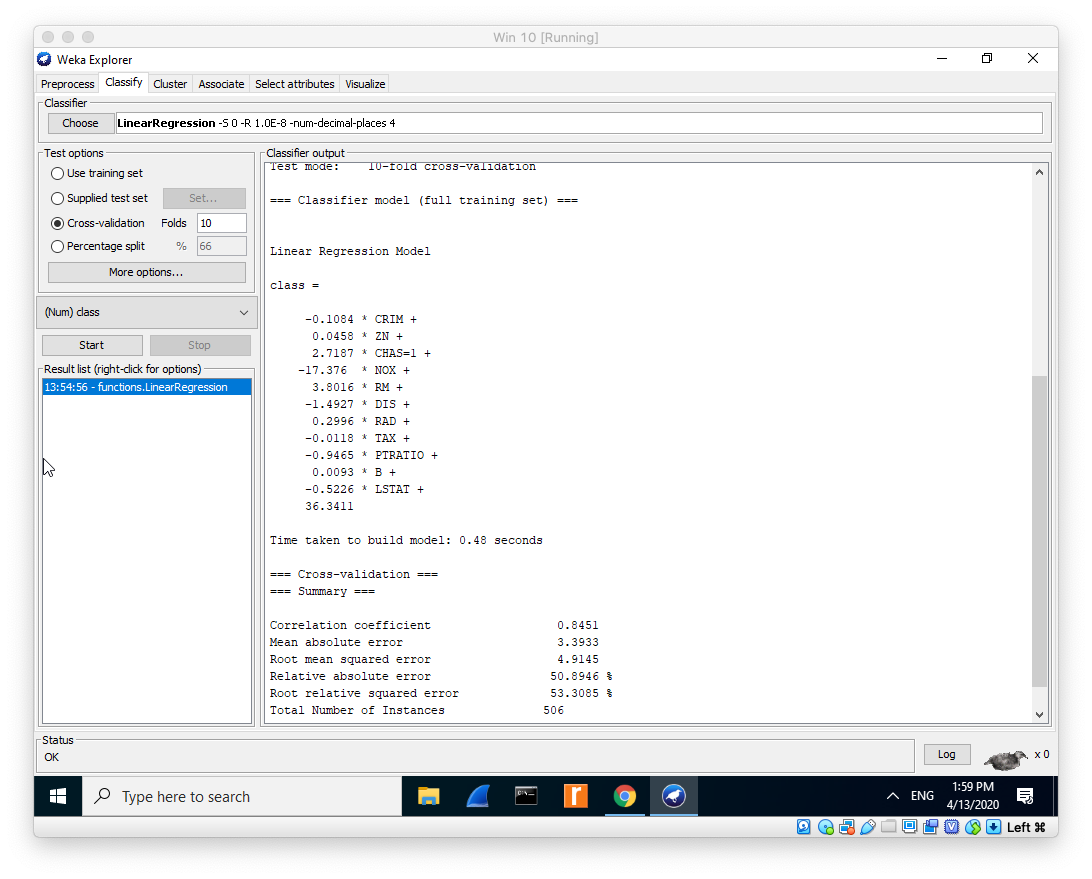 Win 10 [Running]
Weka Explorer
Preprocess Classify Cluster Associate Select attributes Visualize
Classifier
Choose LinearRegression -S 0 -R 1.0E-8 -num-decimal-places 4
Test options
Use training set
Supplied test set Set...
Cross-validation Folds 10
Percentage split % 66
More options...
(Num) class
Start Stop
Result list (right-click for options)
13:54:56 - functions.LinearRegression
Classifier output
Test mode: 10-fold cross-validation
=== Classifier model (full training set) ===
Linear Regression Model
class =
-0.1084 * CRIM +
0.0458 * ZN +
2.7187 * CHAS=1 +
-17.376 * NOX +
3.8016 * RM +
-1.4927 * DIS +
0.2996 * RAD +
-0.0118 * TAX +
-0.9465 * PTRATIO +
0.0093 * B +
-0.5226 * LSTAT +
36.3411
Time taken to build model: 0.48 seconds
=== Cross-validation ===
=== Summary ===
Correlation coefficient 0.8451
Mean absolute error 3.3933
Root mean squared error 4.9145
Relative absolute error 50.8946 %
Root relative squared error 53.3085 %
Total Number of Instances 506
Status
OK
Log
x 0
Type here to search
ENG
1:59 PM
4/13/2020
Left ⌘